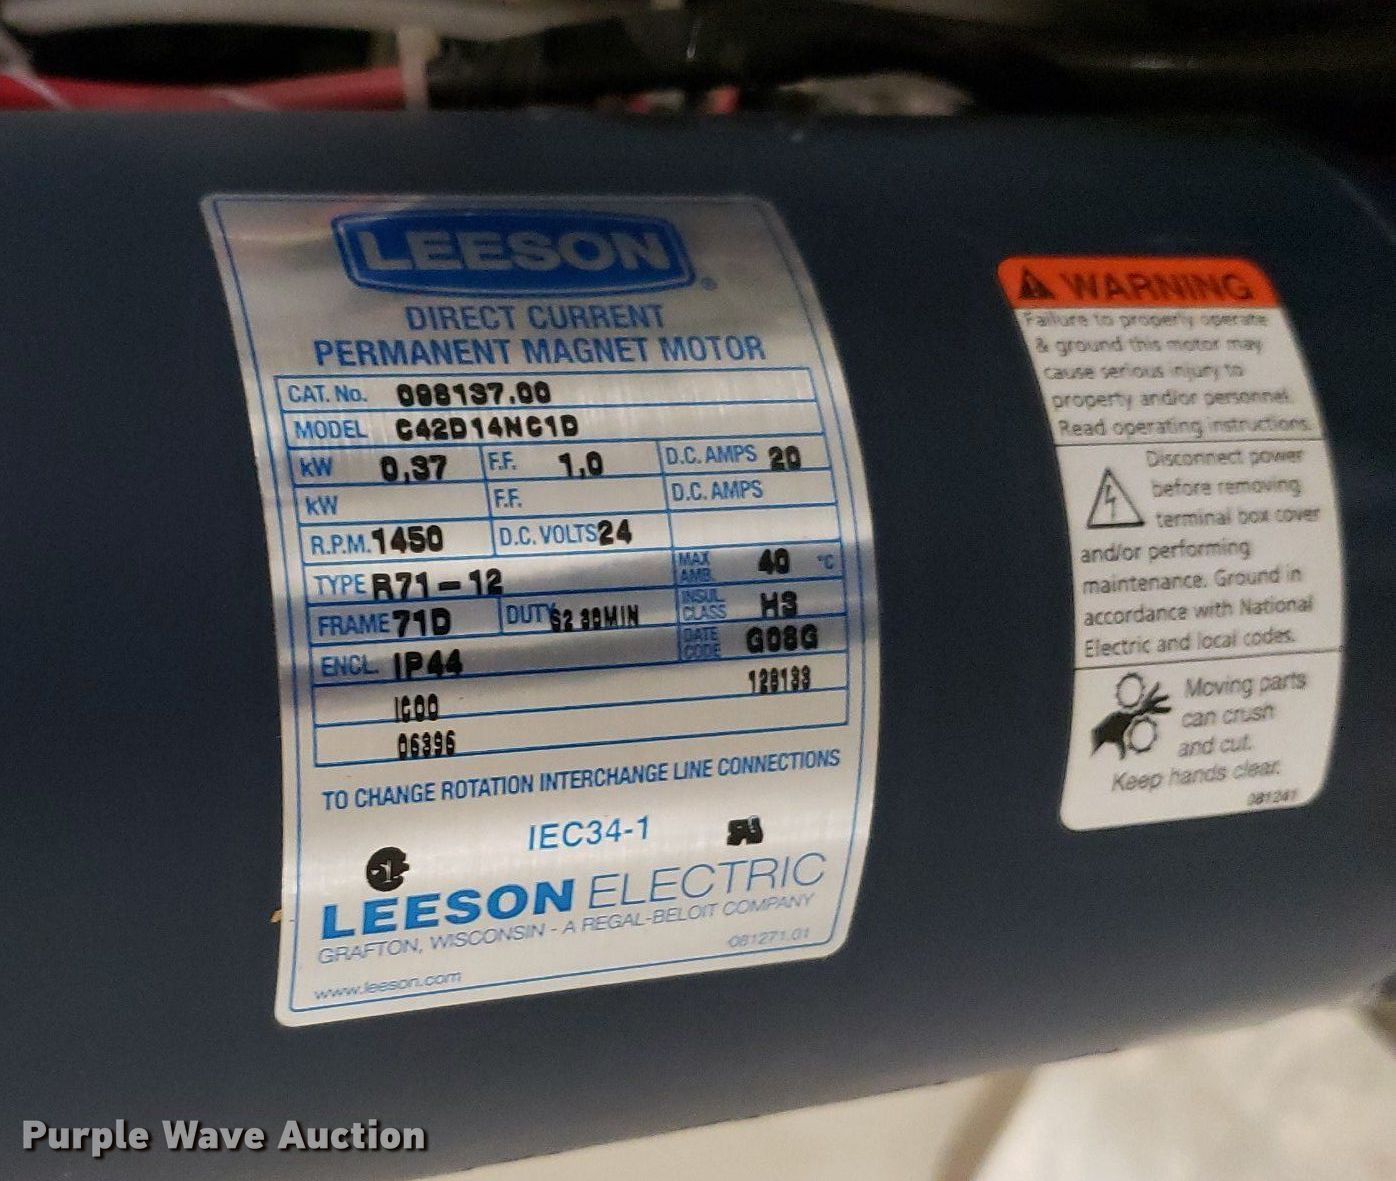 LEESON
®
DIRECT CURRENT
PERMANENT MAGNET MOTOR
CAT. No. 098137.00
MODEL C42D14NC1D
kW 0,37 F.F. 1,0 D.C. AMPS 20
kW F.F. D.C. AMPS
R.P.M. 1450 D.C. VOLTS 24
TYPE R71-12 MAX AMB. 40 °C
FRAME 71D DUTY S2 30MIN INSUL CLASS H3
ENCL. IP44 DATE CODE G08G
IC00 128133
06396
TO CHANGE ROTATION INTERCHANGE LINE CONNECTIONS
IEC34-1
LEESON ELECTRIC
GRAFTON, WISCONSIN - A REGAL-BELOIT COMPANY
081271.01
www.leeson.com
WARNING
Failure to properly operate
& ground this motor may
cause serious injury to
property and/or personnel.
Read operating instructions.
Disconnect power
before removing
terminal box cover
and/or performing
maintenance. Ground in
accordance with National
Electric and local codes.
Moving parts
can crush
and cut.
Keep hands clear.
081241
Purple Wave Auction